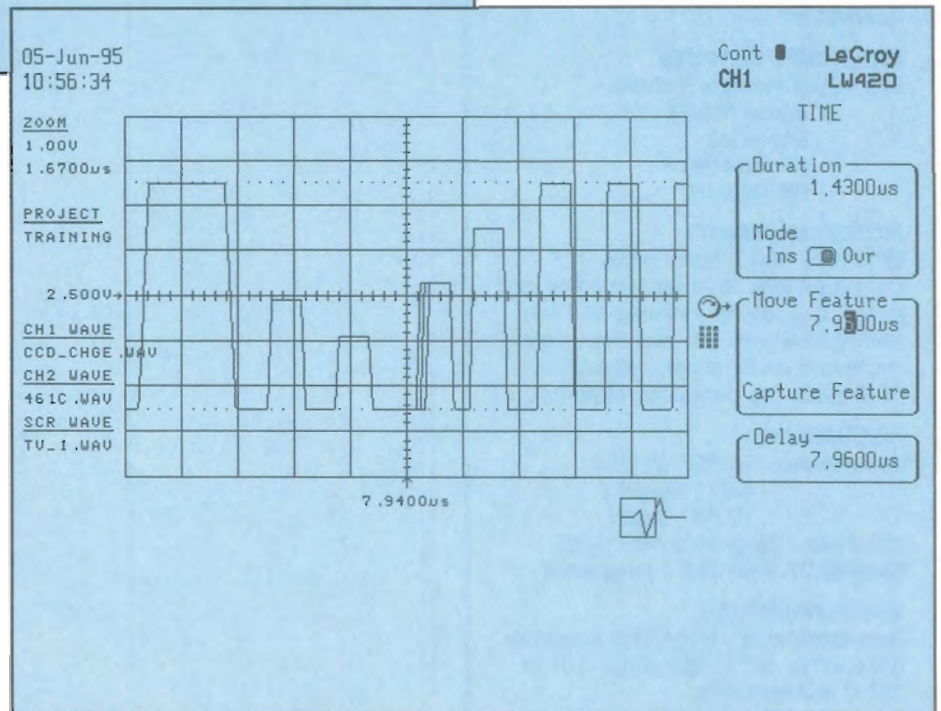 05-Jun-95
10:56:34
Cont
CH1
LeCroy
LW420
TIME
ZOOM
1.00V
1.6700us
PROJECT
TRAINING
2.500V
CH1 WAVE
CCD_CHGE.WAV
CH2 WAVE
461C.WAV
SCR WAVE
TV_1.WAV
7.9400us
Duration
1.4300us
Mode
Ins Ovr
Move Feature
7.9300us
Capture Feature
Delay
7.9600us